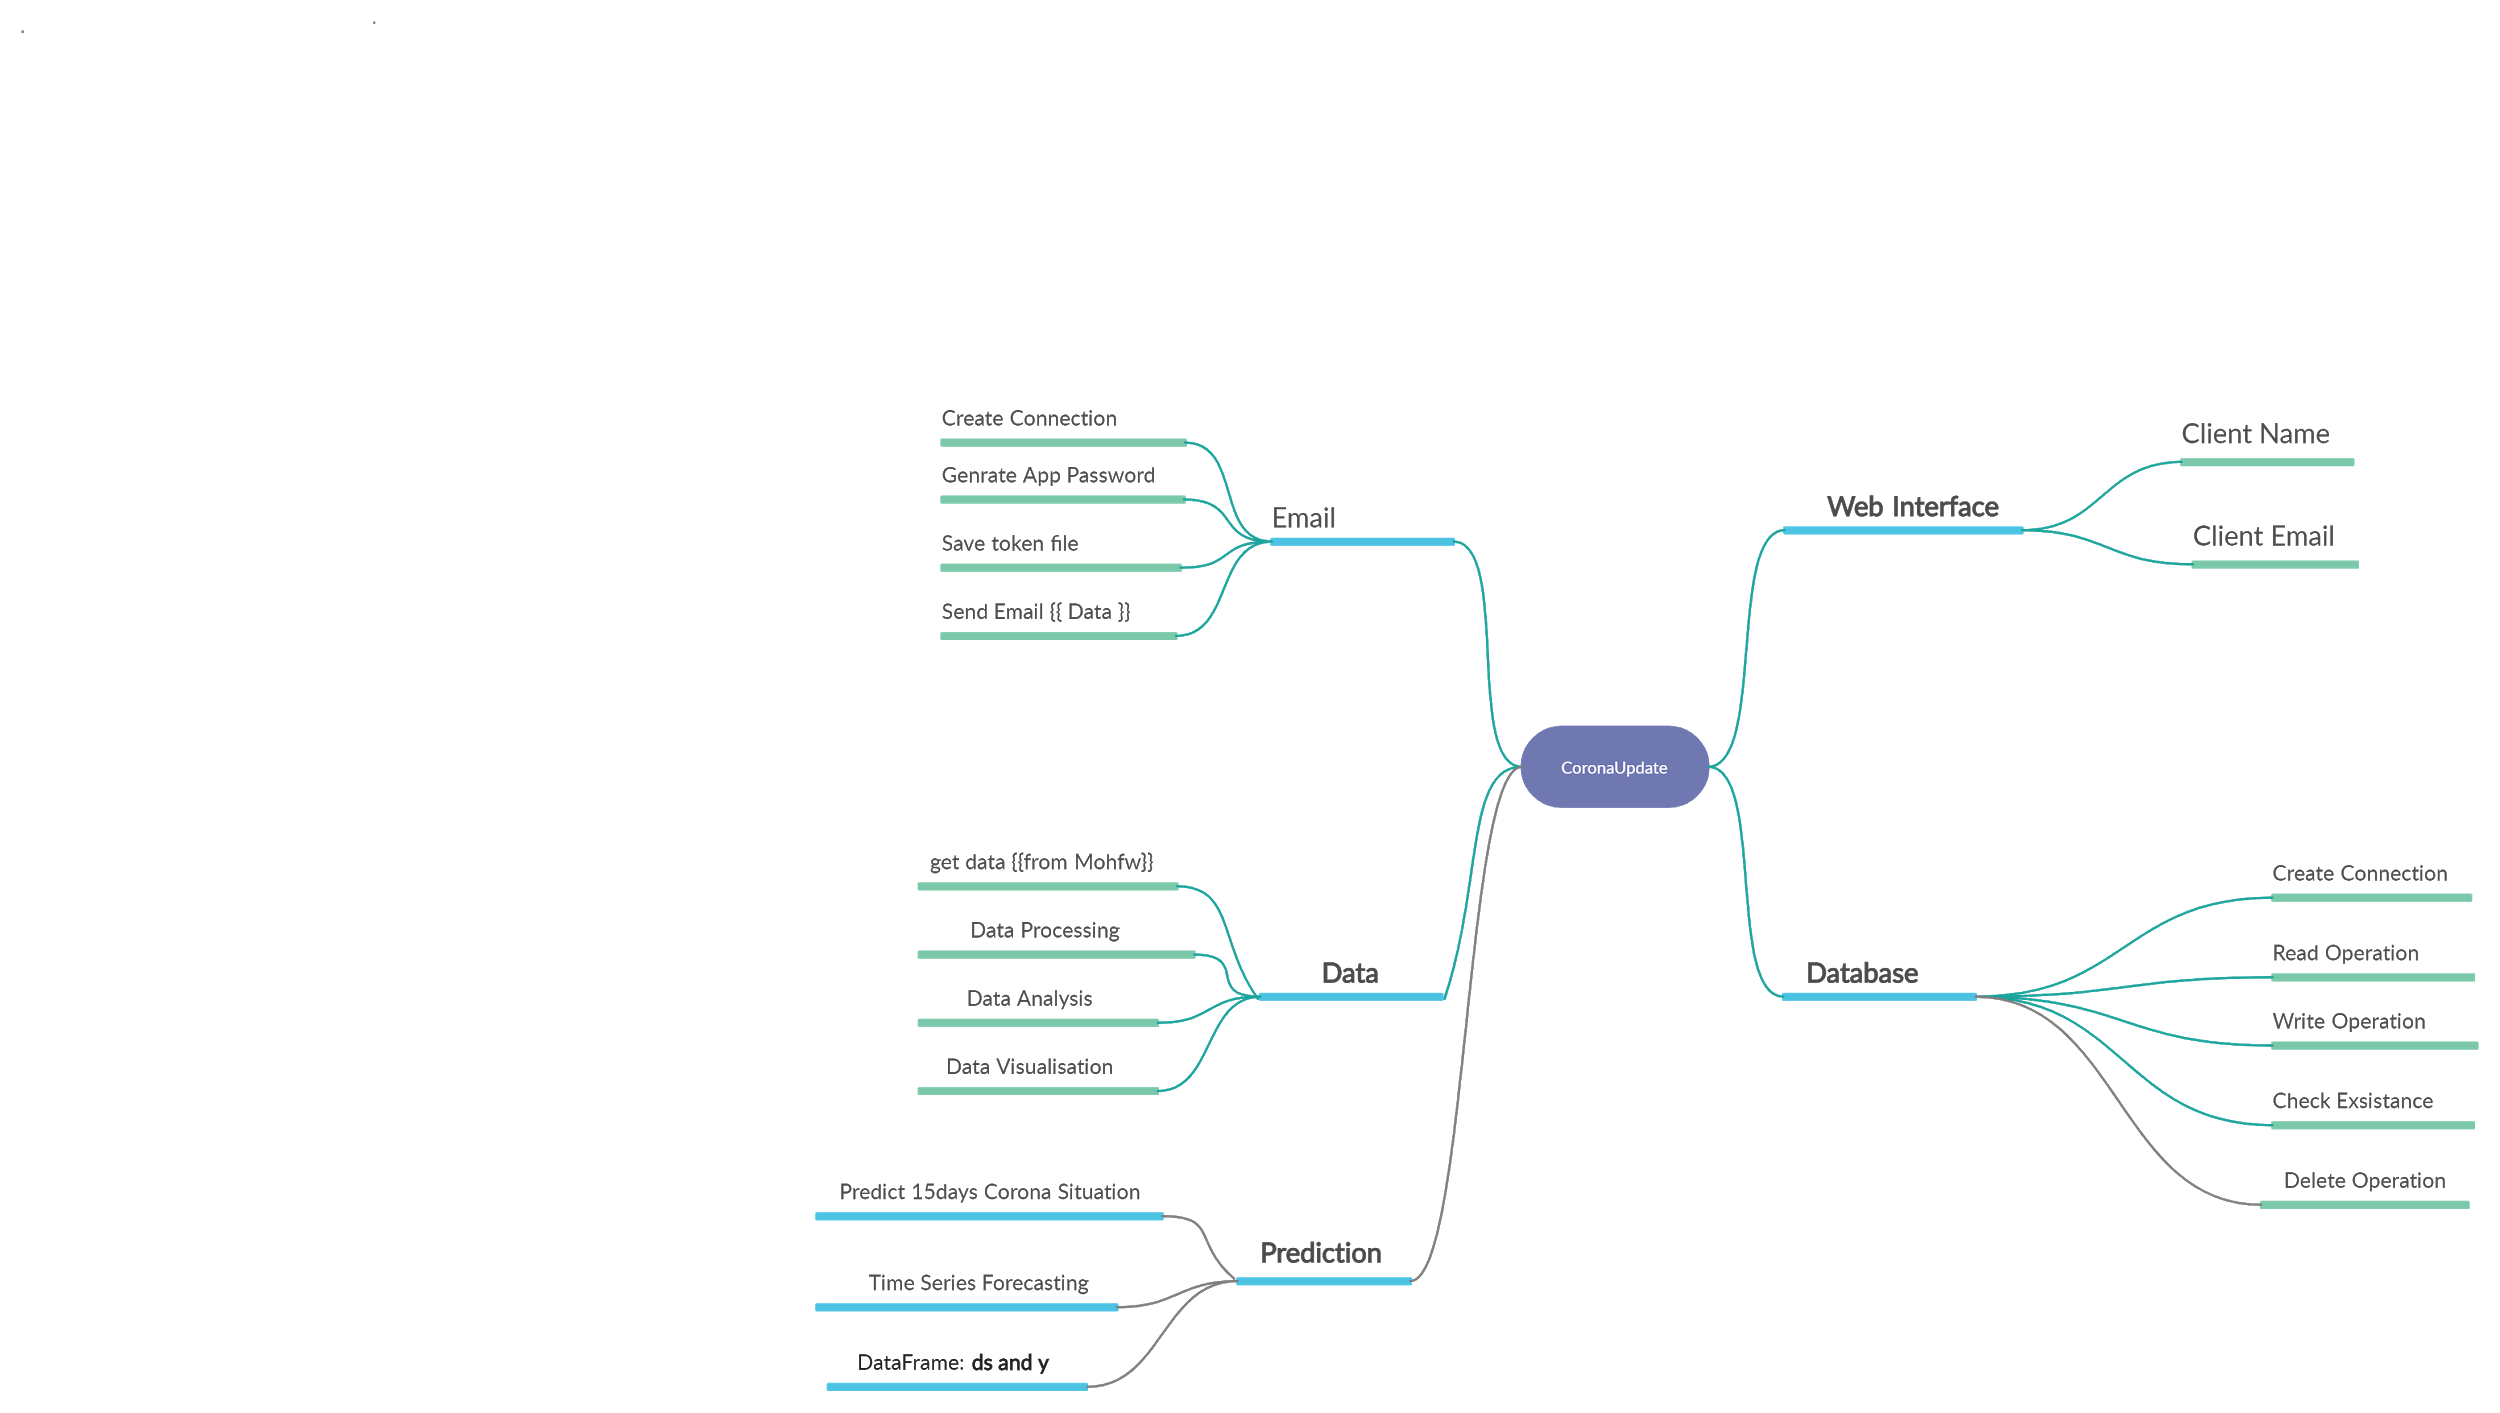 Create Connection
Genrate App Password
Save token file
Send Email {{ Data }}
Email
Client Name
Web Interface
Client Email
CoronaUpdate
get data {{from Mohfw}}
Data Processing
Data Analysis
Data Visualisation
Data
Database
Create Connection
Read Operation
Write Operation
Check Exsistance
Delete Operation
Predict 15days Corona Situation
Time Series Forecasting
DataFrame: ds and y
Prediction